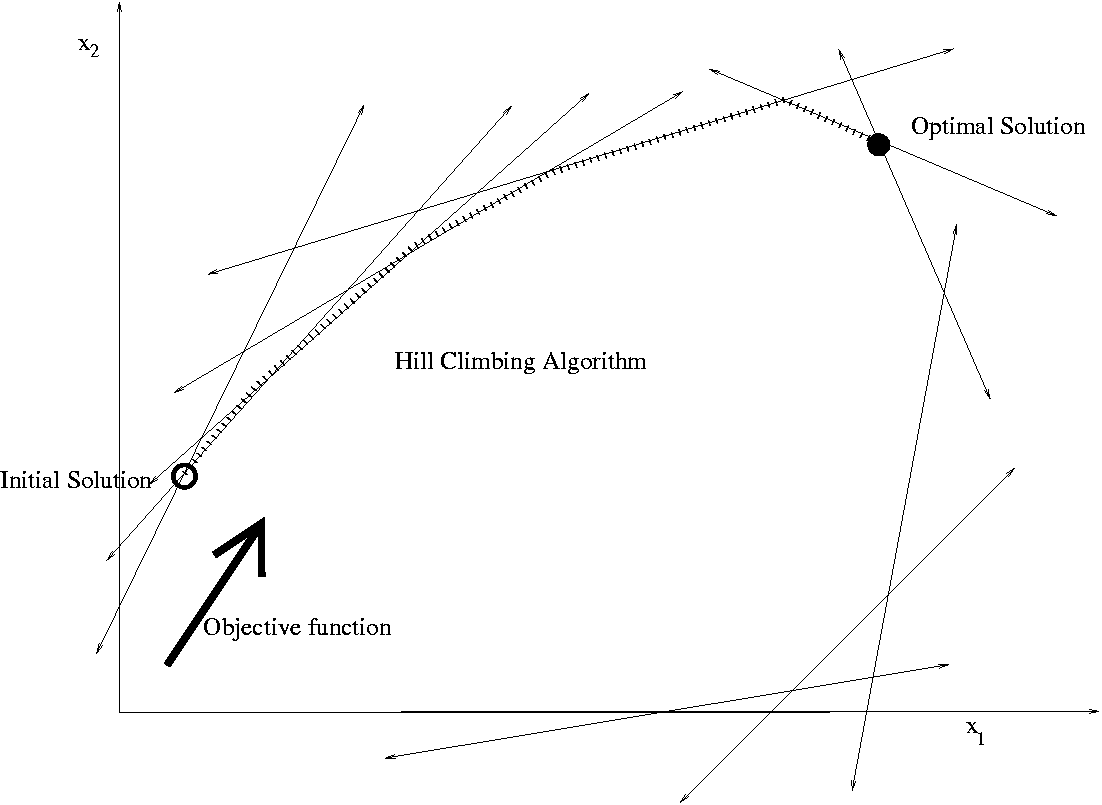 x2
Optimal Solution
Hill Climbing Algorithm
Initial Solution
Objective function
x1